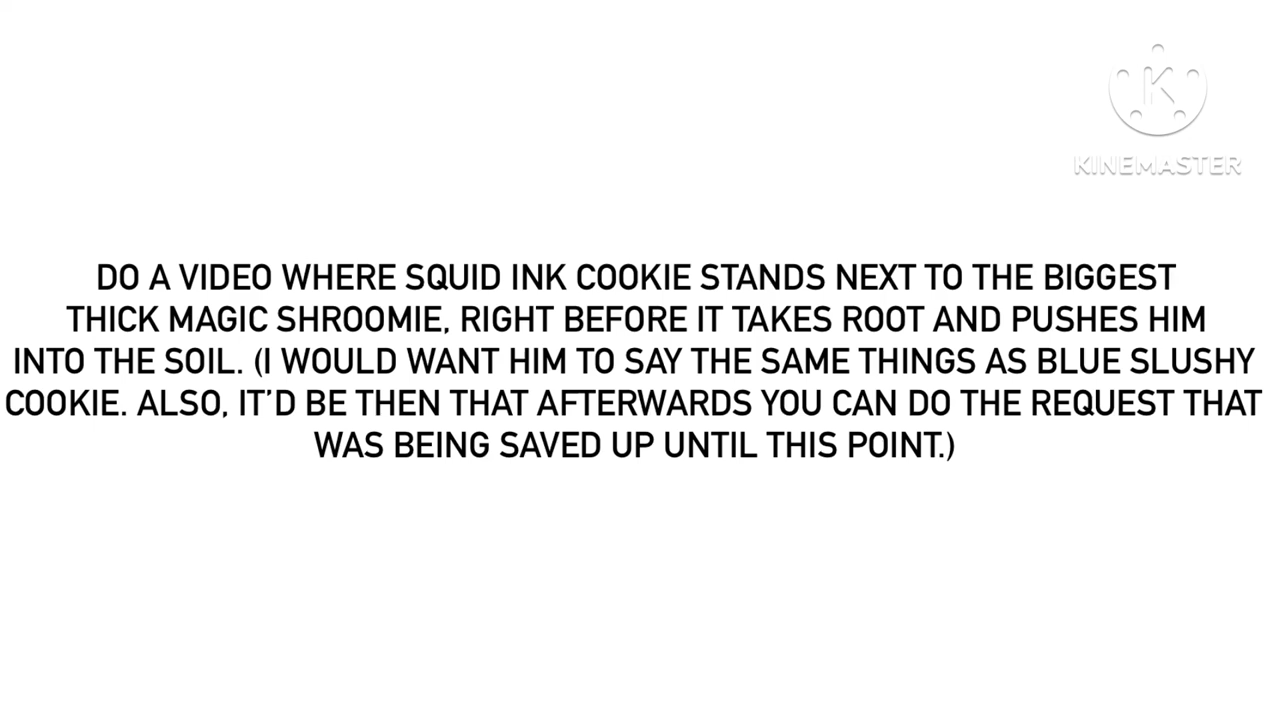 KINEMASTER
DO A VIDEO WHERE SQUID INK COOKIE STANDS NEXT TO THE BIGGEST
THICK MAGIC SHROOMIE, RIGHT BEFORE IT TAKES ROOT AND PUSHES HIM
INTO THE SOIL. (I WOULD WANT HIM TO SAY THE SAME THINGS AS BLUE SLUSHY
COOKIE. ALSO, IT’D BE THEN THAT AFTERWARDS YOU CAN DO THE REQUEST THAT
WAS BEING SAVED UP UNTIL THIS POINT.)